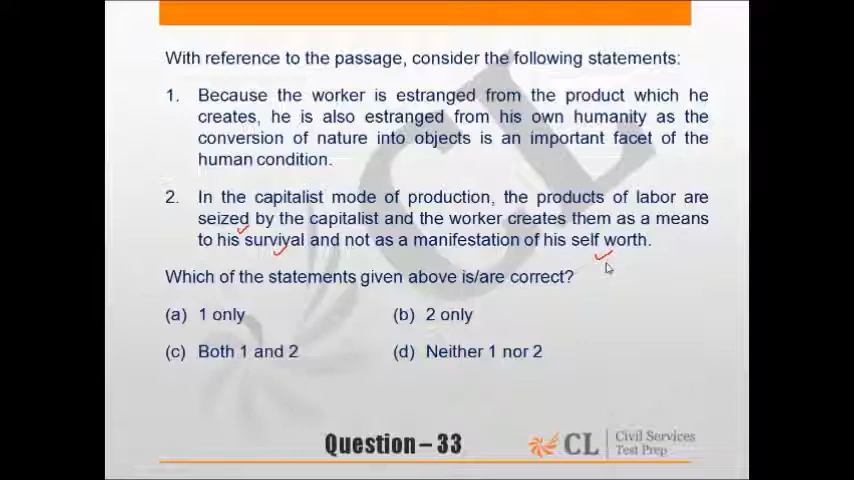 With reference to the passage, consider the following statements:
1. Because the worker is estranged from the product which he
creates, he is also estranged from his own humanity as the
conversion of nature into objects is an important facet of the
human condition.
2. In the capitalist mode of production, the products of labor are
seized by the capitalist and the worker creates them as a means
to his survival and not as a manifestation of his self worth.
Which of the statements given above is/are correct?
(a) 1 only (b) 2 only
(c) Both 1 and 2 (d) Neither 1 nor 2
Question – 33
CL Civil Services
Test Prep
CL